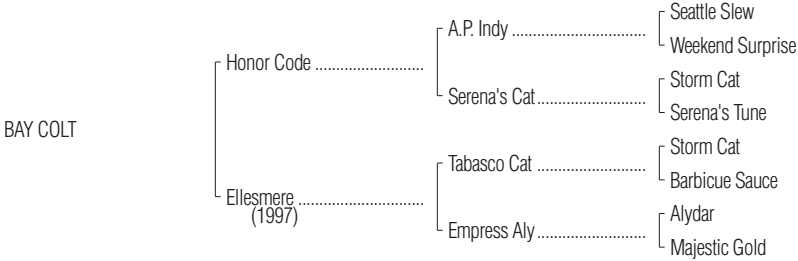 Seattle Slew
A.P. Indy ..............................
Weekend Surprise
Honor Code ........................
Storm Cat
Serena's Cat ........................
Serena's Tune
BAY COLT
Storm Cat
Tabasco Cat ........................
Barbicue Sauce
Ellesmere ............................
(1997)
Alydar
Empress Aly ........................
Majestic Gold